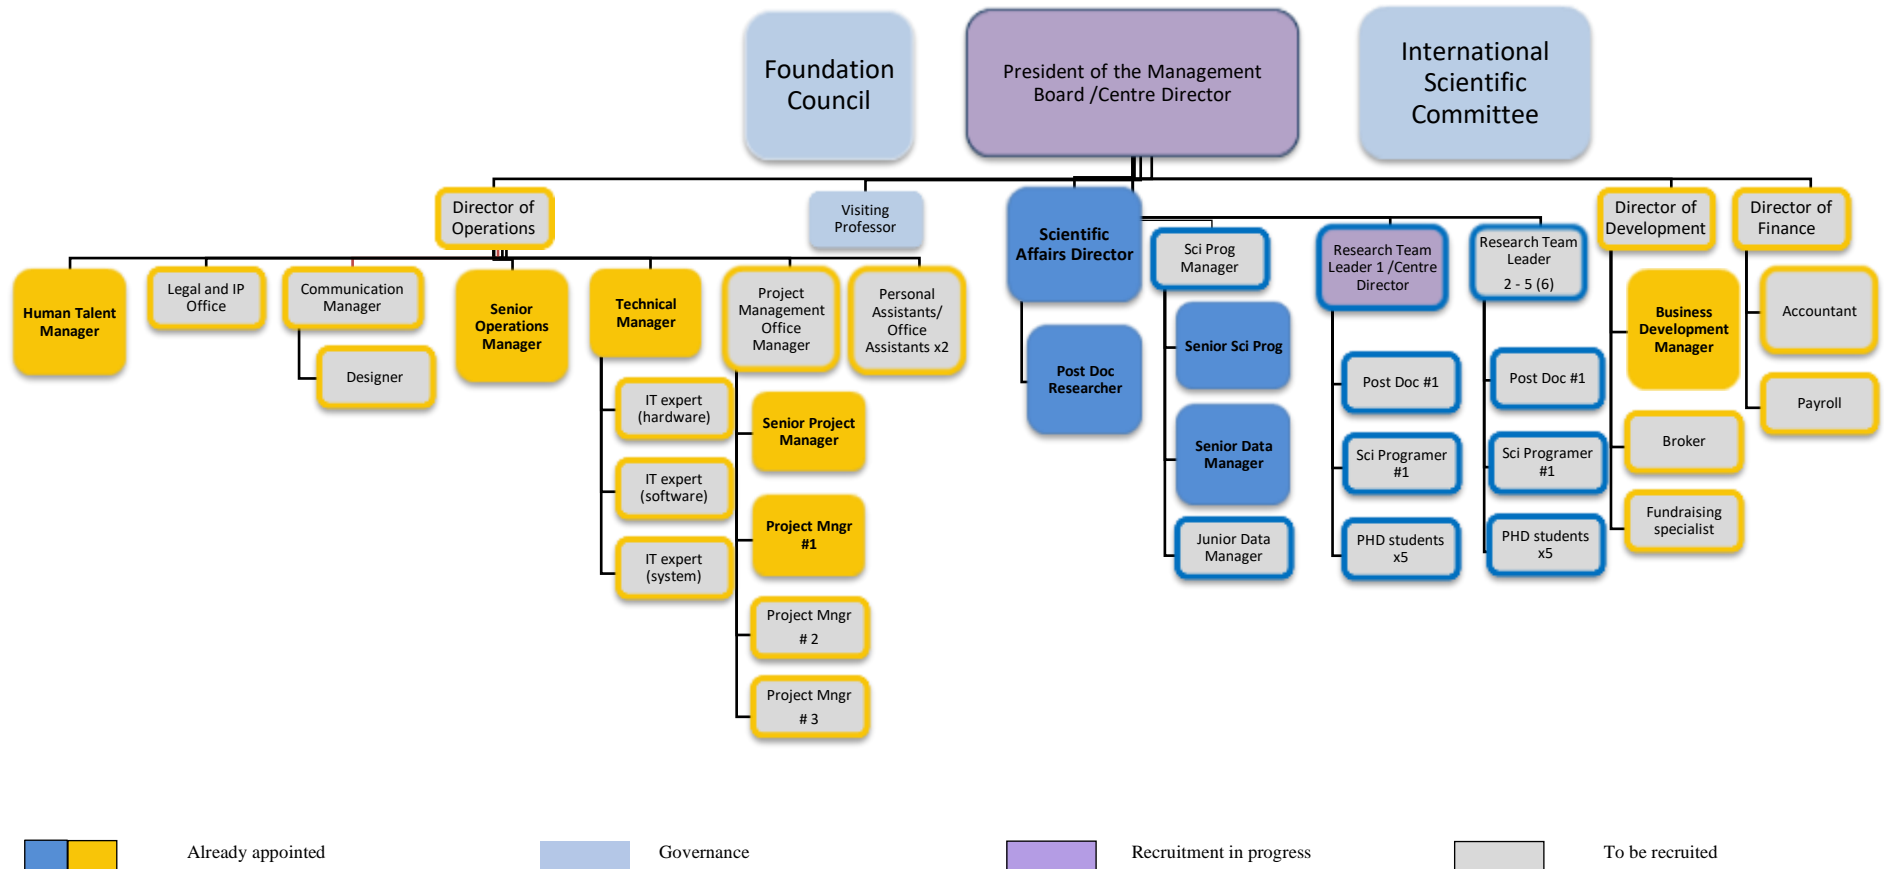 Foundation
Council
President of the Management
Board /Centre Director
International
Scientific
Committee
Director of
Operations
Visiting
Professor
Scientific
Affairs Director
Sci Prog
Manager
Research Team
Leader 1 /Centre
Director
Research Team
Leader
2 - 5 (6)
Director of
Development
Director of
Finance
Human Talent
Manager
Legal and IP
Office
Communication
Manager
Designer
Senior
Operations
Manager
Technical
Manager
IT expert
(hardware)
IT expert
(software)
IT expert
(system)
Project
Management
Office
Manager
Senior Project
Manager
Project Mngr
#1
Project Mngr
# 2
Project Mngr
# 3
Personal
Assistants/
Office
Assistants x2
Post Doc
Researcher
Senior Sci Prog
Senior Data
Manager
Junior Data
Manager
Post Doc #1
Sci Programer
#1
PHD students
x5
Post Doc #1
Sci Programer
#1
PHD students
x5
Business
Development
Manager
Broker
Fundraising
specialist
Accountant
Payroll
Already appointed
Governance
Recruitment in progress
To be recruited